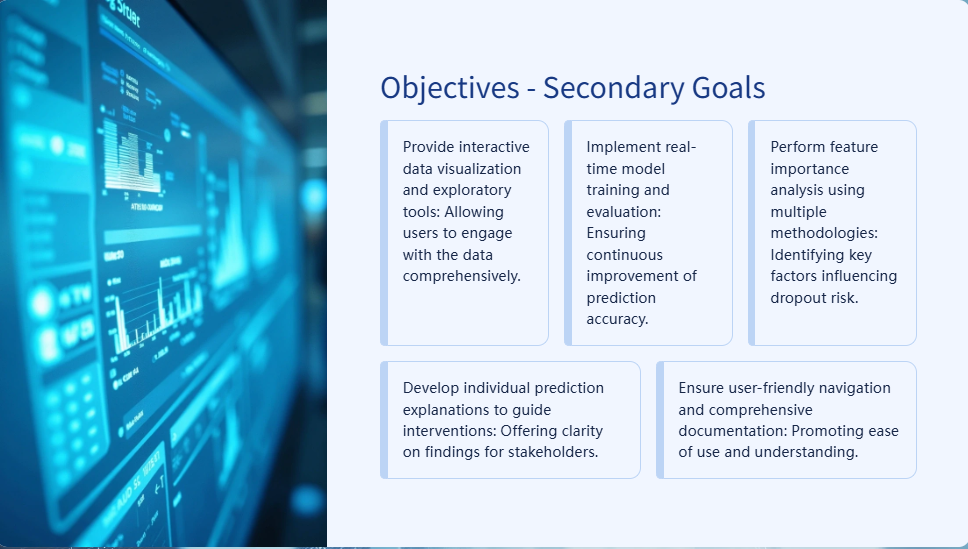 Objectives - Secondary Goals
Provide interactive
data visualization
and exploratory
tools: Allowing
users to engage
with the data
comprehensively.
Implement real-
time model
training and
evaluation:
Ensuring
continuous
improvement of
prediction
accuracy.
Perform feature
importance
analysis using
multiple
methodologies:
Identifying key
factors influencing
dropout risk.
Develop individual prediction
explanations to guide
interventions: Offering clarity
on findings for stakeholders.
Ensure user-friendly navigation
and comprehensive
documentation: Promoting ease
of use and understanding.